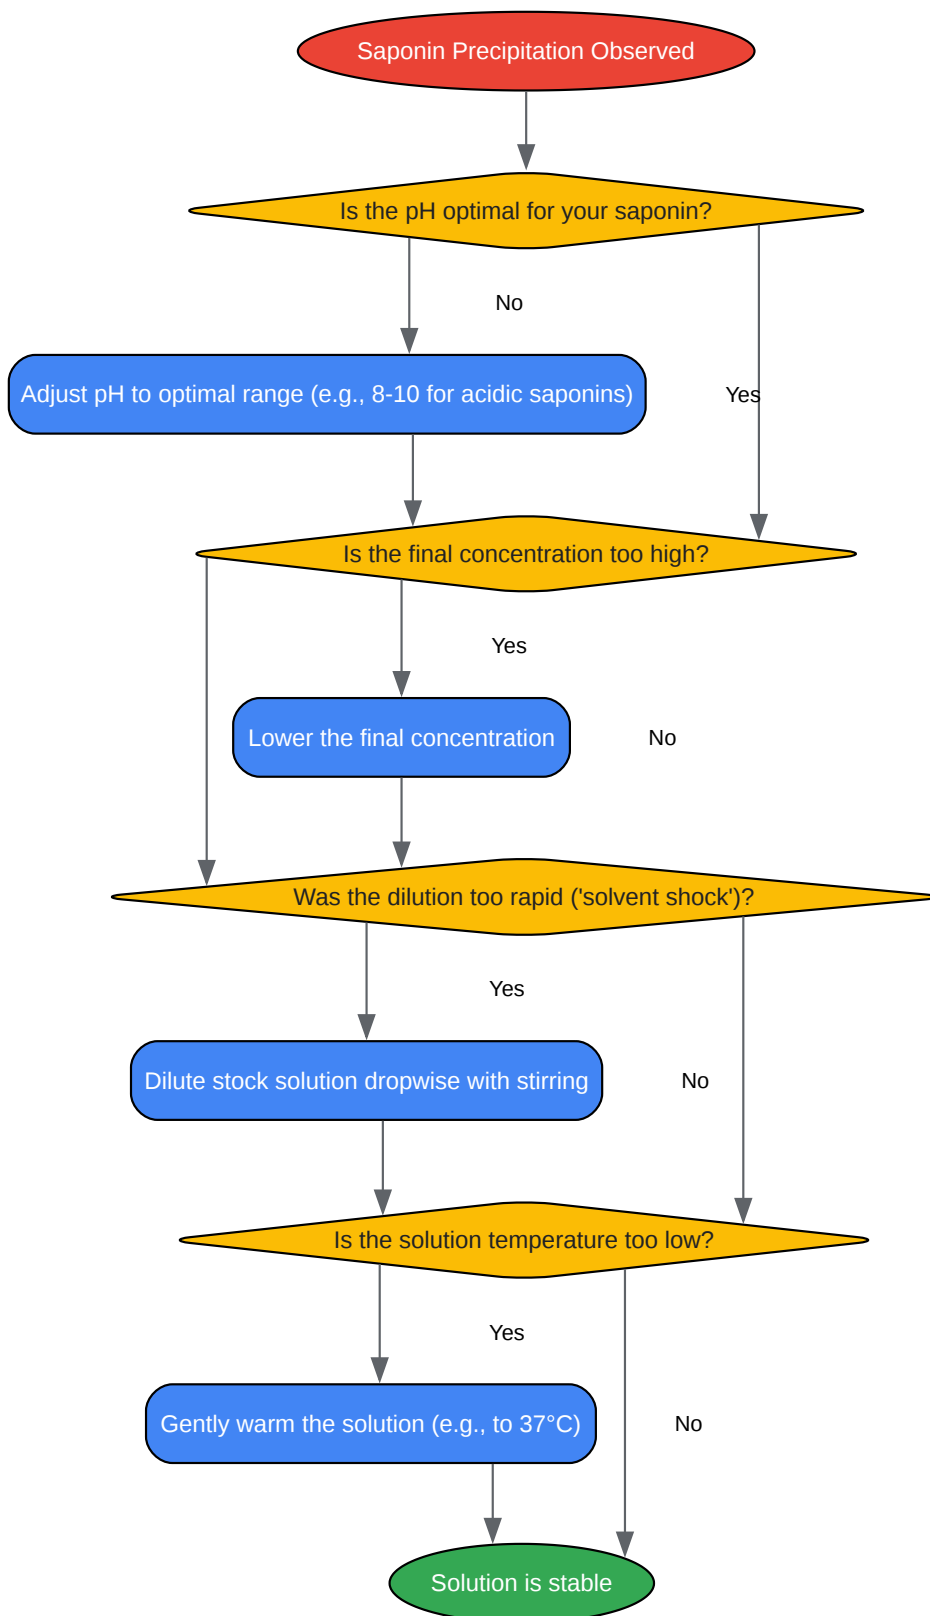 Saponin Precipitation Observed
Is the pH optimal for your saponin?
No
Adjust pH to optimal range (e.g., 8-10 for acidic saponins)
Yes
Is the final concentration too high?
Yes
Lower the final concentration
No
Was the dilution too rapid ('solvent shock')?
Yes
Dilute stock solution dropwise with stirring
No
Is the solution temperature too low?
Yes
Gently warm the solution (e.g., to 37°C)
No
Solution is stable